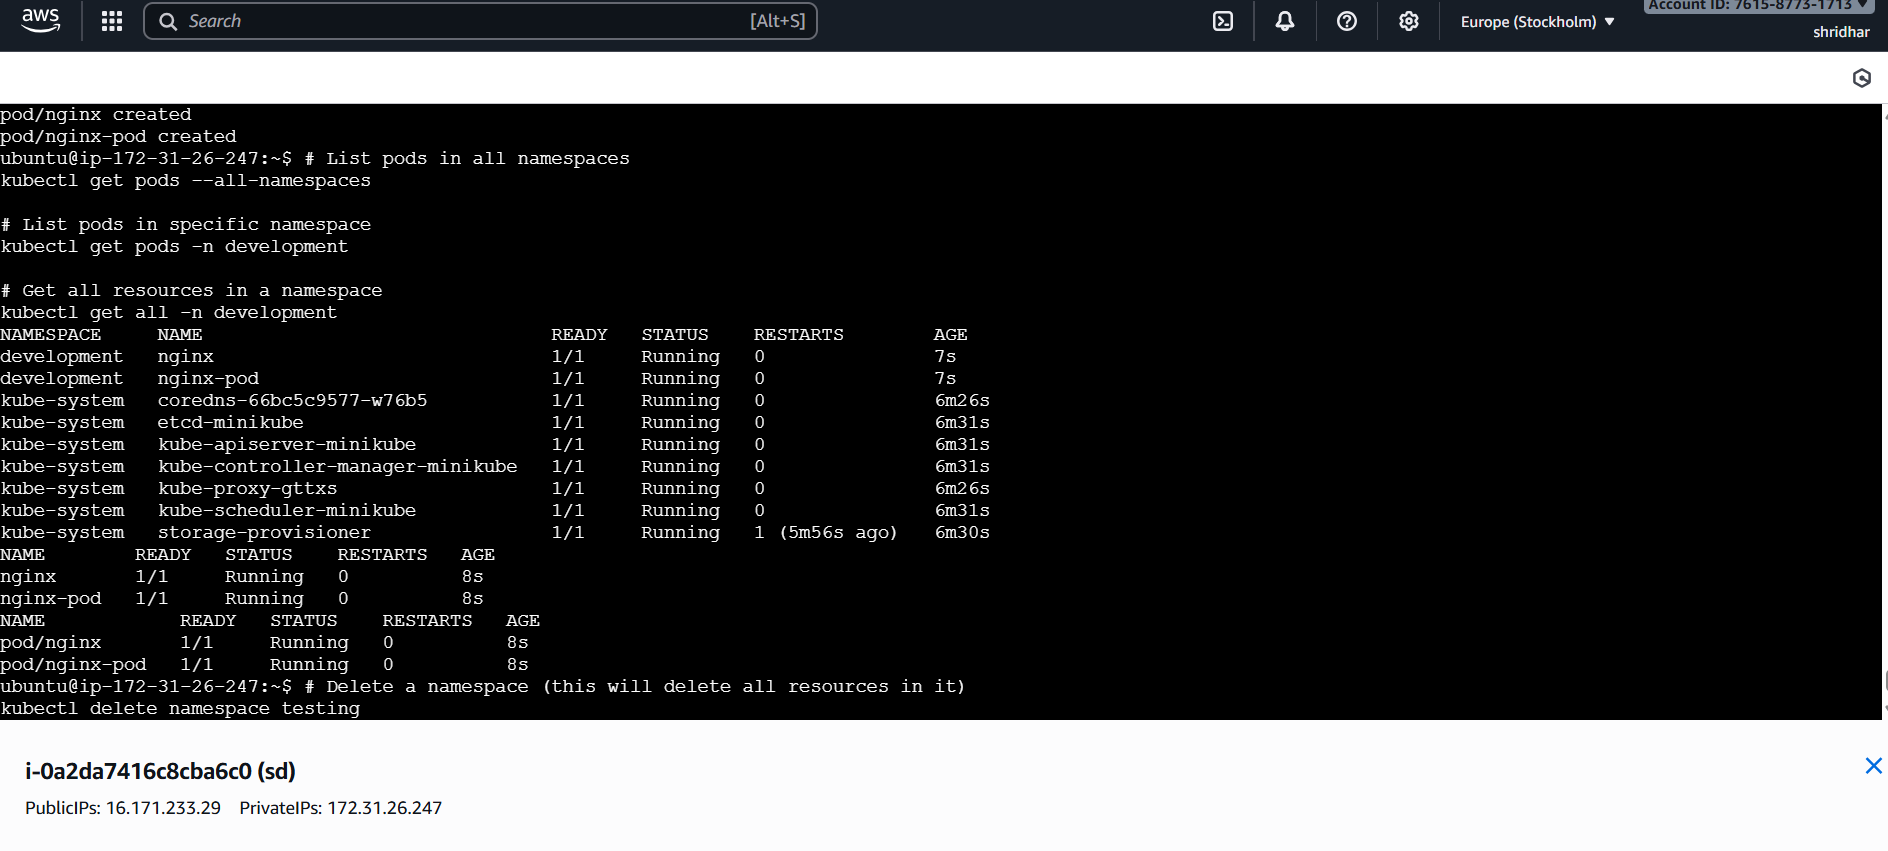 aws
Search [Alt+S]
Europe (Stockholm) ▼
Account ID: 7615-8773-1713 ▼
shridhar
pod/nginx created
pod/nginx-pod created
ubuntu@ip-172-31-26-247:~$ # List pods in all namespaces
kubectl get pods --all-namespaces
# List pods in specific namespace
kubectl get pods -n development
# Get all resources in a namespace
kubectl get all -n development
NAMESPACE NAME READY STATUS RESTARTS AGE
development nginx 1/1 Running 0 7s
development nginx-pod 1/1 Running 0 7s
kube-system coredns-66bc5c9577-w76b5 1/1 Running 0 6m26s
kube-system etcd-minikube 1/1 Running 0 6m31s
kube-system kube-apiserver-minikube 1/1 Running 0 6m31s
kube-system kube-controller-manager-minikube 1/1 Running 0 6m31s
kube-system kube-proxy-gttxs 1/1 Running 0 6m26s
kube-system kube-scheduler-minikube 1/1 Running 0 6m31s
kube-system storage-provisioner 1/1 Running 1 (5m56s ago) 6m30s
NAME READY STATUS RESTARTS AGE
nginx 1/1 Running 0 8s
nginx-pod 1/1 Running 0 8s
NAME READY STATUS RESTARTS AGE
pod/nginx 1/1 Running 0 8s
pod/nginx-pod 1/1 Running 0 8s
ubuntu@ip-172-31-26-247:~$ # Delete a namespace (this will delete all resources in it)
kubectl delete namespace testing
i-0a2da7416c8cba6c0 (sd)
PublicIPs: 16.171.233.29 PrivateIPs: 172.31.26.247